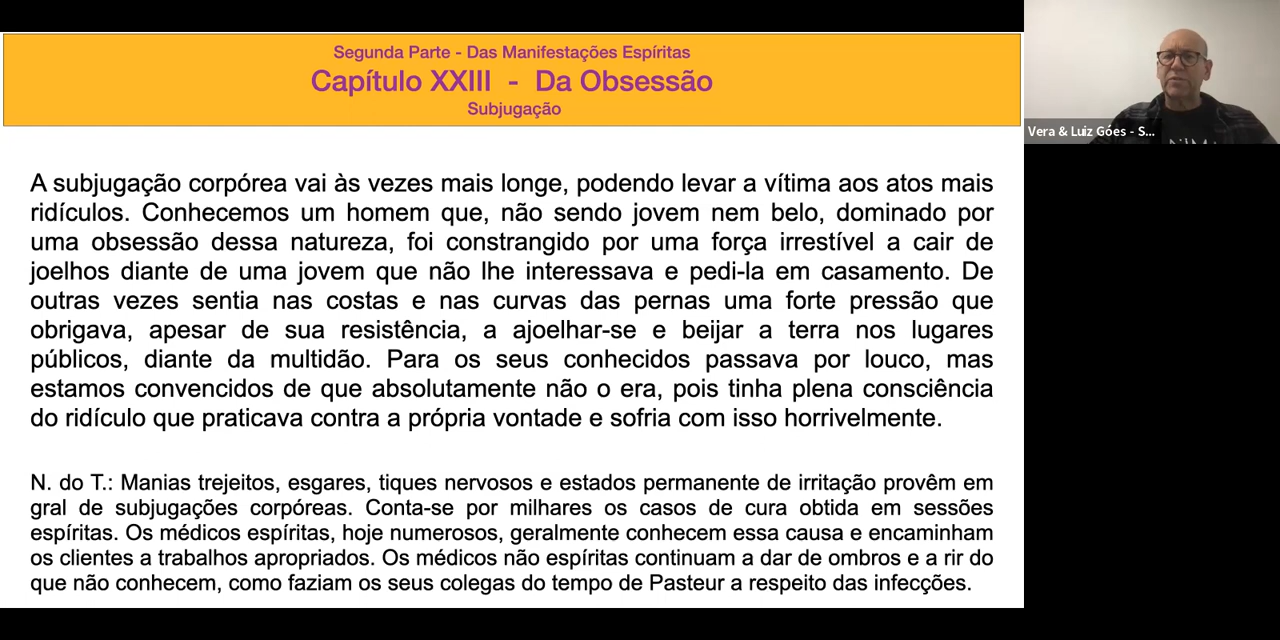 Segunda Parte - Das Manifestações Espíritas
Capítulo XXIII - Da Obsessão
Subjugação
Vera & Luiz Góes - S...
A subjugação corpórea vai às vezes mais longe, podendo levar a vítima aos atos mais
ridículos. Conhecemos um homem que, não sendo jovem nem belo, dominado por
uma obsessão dessa natureza, foi constrangido por uma força irrestível a cair de
joelhos diante de uma jovem que não lhe interessava e pedi-la em casamento. De
outras vezes sentia nas costas e nas curvas das pernas uma forte pressão que
obrigava, apesar de sua resistência, a ajoelhar-se e beijar a terra nos lugares
públicos, diante da multidão. Para os seus conhecidos passava por louco, mas
estamos convencidos de que absolutamente não o era, pois tinha plena consciência
do ridículo que praticava contra a própria vontade e sofria com isso horrivelmente.
N. do T.: Manias trejeitos, esgares, tiques nervosos e estados permanente de irritação provêm em
gral de subjugações corpóreas. Conta-se por milhares os casos de cura obtida em sessões
espíritas. Os médicos espíritas, hoje numerosos, geralmente conhecem essa causa e encaminham
os clientes a trabalhos apropriados. Os médicos não espíritas continuam a dar de ombros e a rir do
que não conhecem, como faziam os seus colegas do tempo de Pasteur a respeito das infecções.